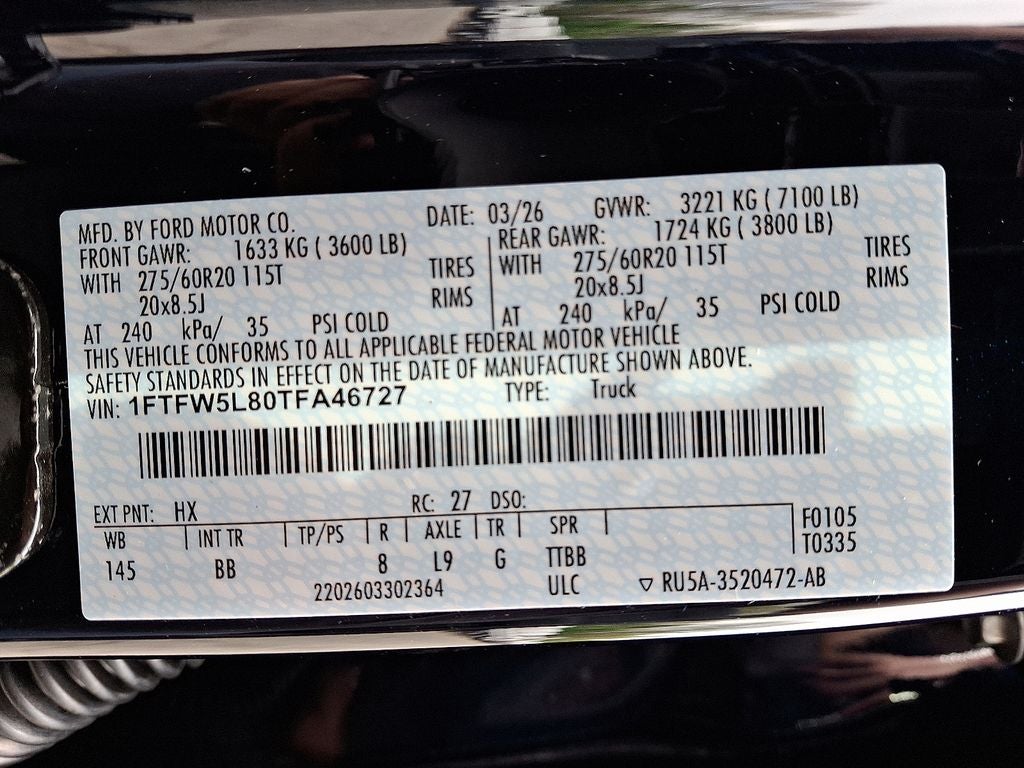 MFD. BY FORD MOTOR CO. DATE: 03/26 GVWR: 3221 KG ( 7100 LB)
FRONT GAWR: 1633 KG ( 3600 LB) REAR GAWR: 1724 KG ( 3800 LB)
WITH 275/60R20 115T TIRES WITH 275/60R20 115T TIRES
20x8.5J RIMS 20x8.5J RIMS
AT 240 kPa/ 35 PSI COLD AT 240 kPa/ 35 PSI COLD
THIS VEHICLE CONFORMS TO ALL APPLICABLE FEDERAL MOTOR VEHICLE
SAFETY STANDARDS IN EFFECT ON THE DATE OF MANUFACTURE SHOWN ABOVE.
VIN: 1FTFW5L80TFA46727 TYPE: Truck
EXT PNT: HX RC: 27 DSO:
WB INT TR TP/PS R AXLE TR SPR F0105
145 BB 8 L9 G TTBB T0335
2202603302364 ULC ▽ RU5A-3520472-AB